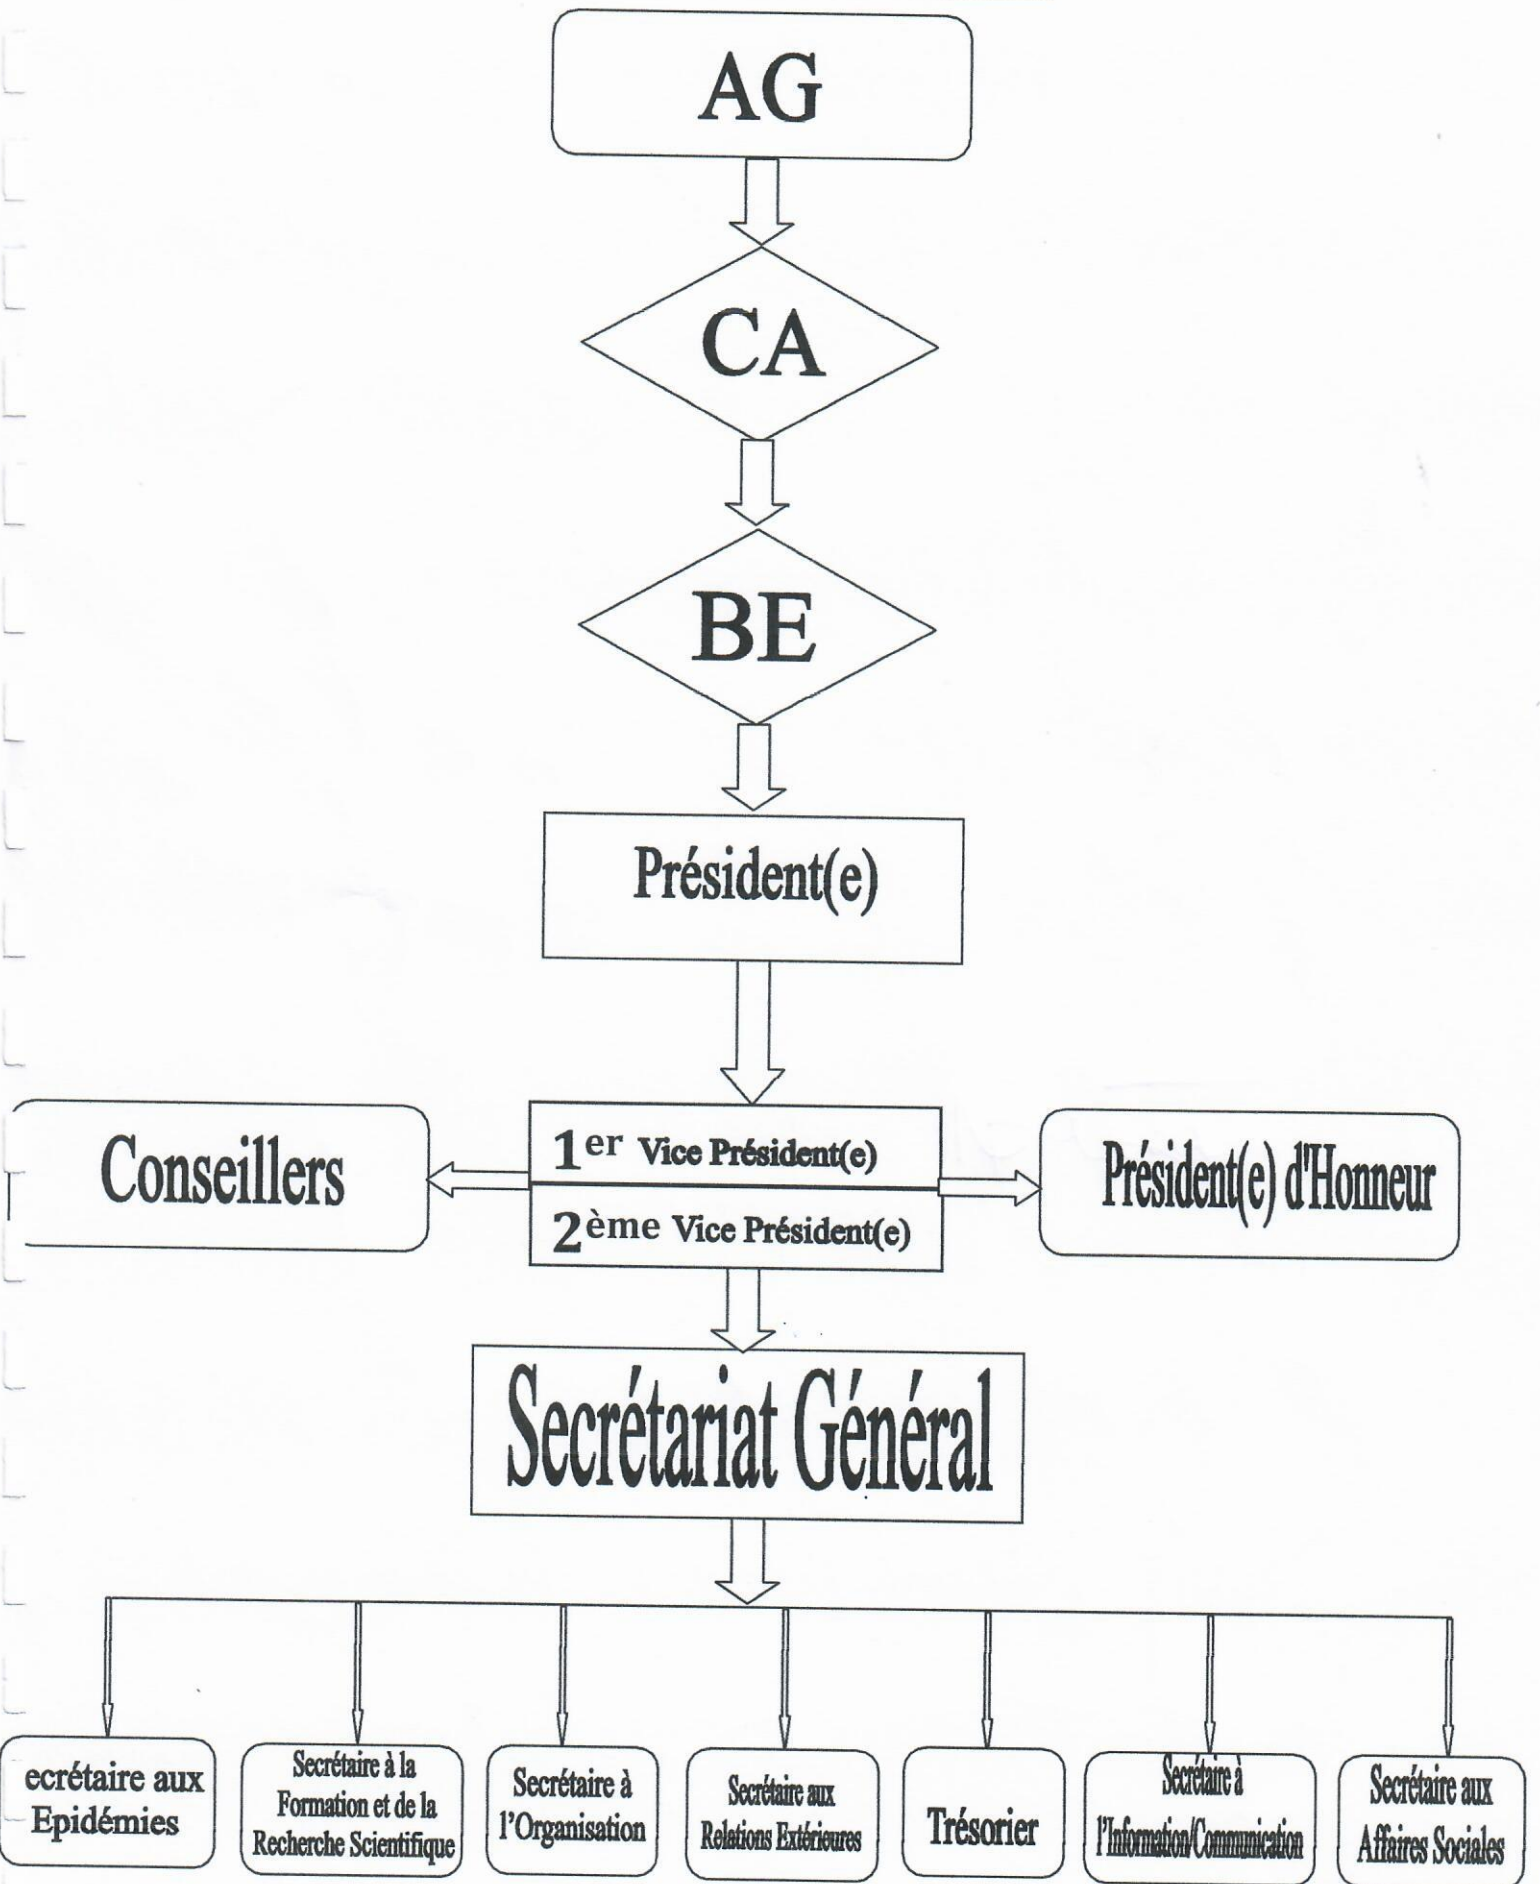 AG
CA
BE
Président(e)
Conseillers
1er Vice Président(e)
2ème Vice Président(e)
Président(e) d'Honneur
Secrétariat Général
ecrétaire aux
Epidémies
Secrétaire à la
Formation et de la
Recherche Scientifique
Secrétaire à
l'Organisation
Secrétaire aux
Relations Extérieures
Trésorier
Secrétaire à
l'Information/Communication
Secrétaire aux
Affaires Sociales